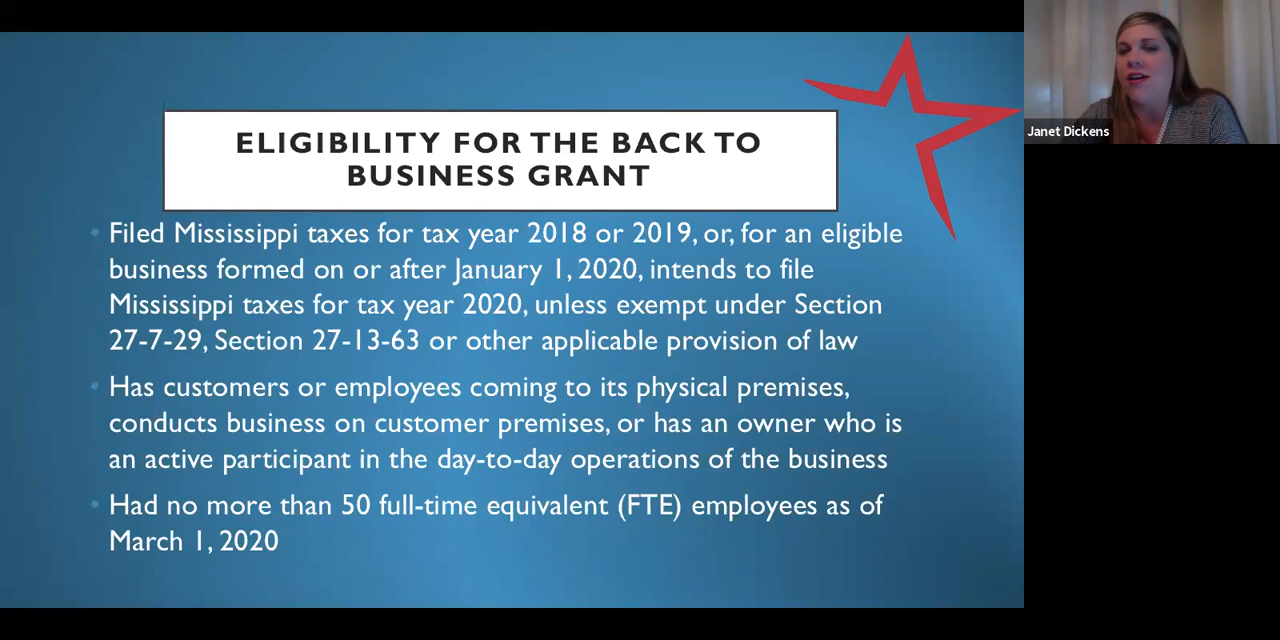 ELIGIBILITY FOR THE BACK TO
BUSINESS GRANT
• Filed Mississippi taxes for tax year 2018 or 2019, or, for an eligible
business formed on or after January 1, 2020, intends to file
Mississippi taxes for tax year 2020, unless exempt under Section
27-7-29, Section 27-13-63 or other applicable provision of law
• Has customers or employees coming to its physical premises,
conducts business on customer premises, or has an owner who is
an active participant in the day-to-day operations of the business
• Had no more than 50 full-time equivalent (FTE) employees as of
March 1, 2020
Janet Dickens